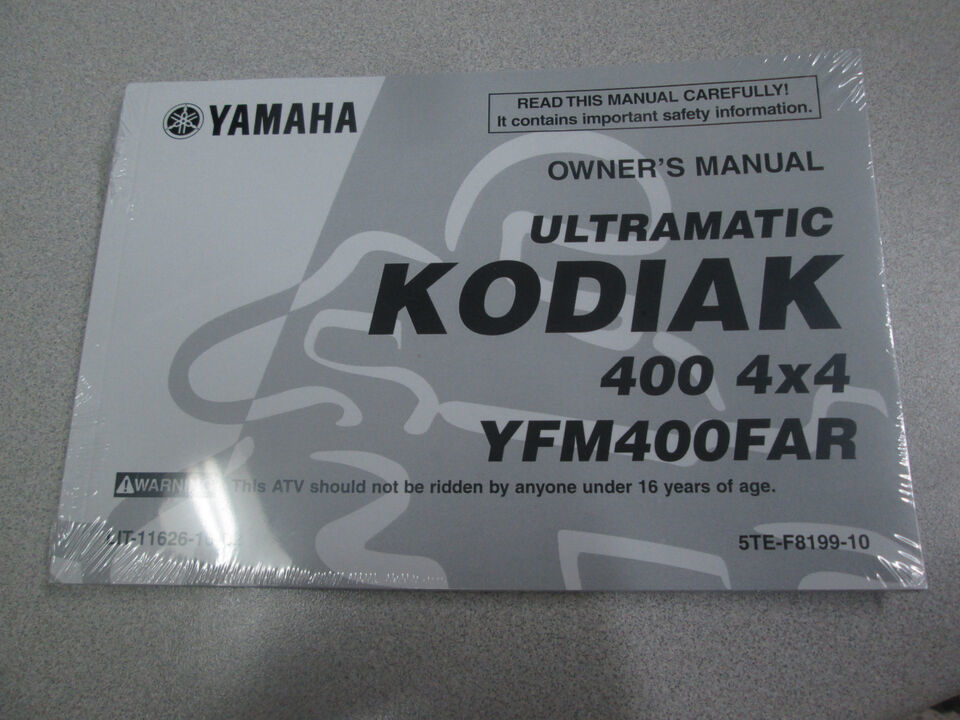 YAMAHA
READ THIS MANUAL CAREFULLY!
It contains important safety information.
OWNER'S MANUAL
ULTRAMATIC
KODIAK
400 4x4
YFM400FAR
WARNING This ATV should not be ridden by anyone under 16 years of age.
5TE-F8199-10